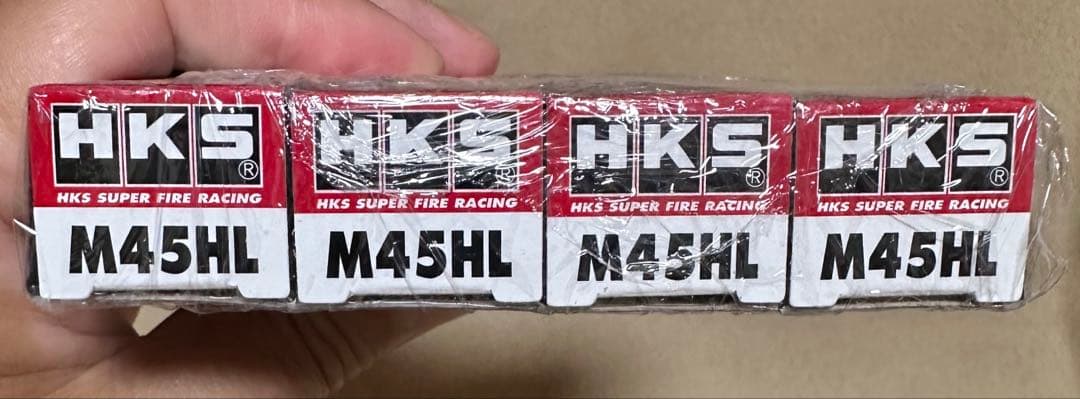 HKS® HKS® HKS® HKS®
HKS SUPER FIRE RACING HKS SUPER FIRE RACING HKS SUPER FIRE RACING HKS SUPER FIRE RACING
M45HL M45HL M45HL M45HL